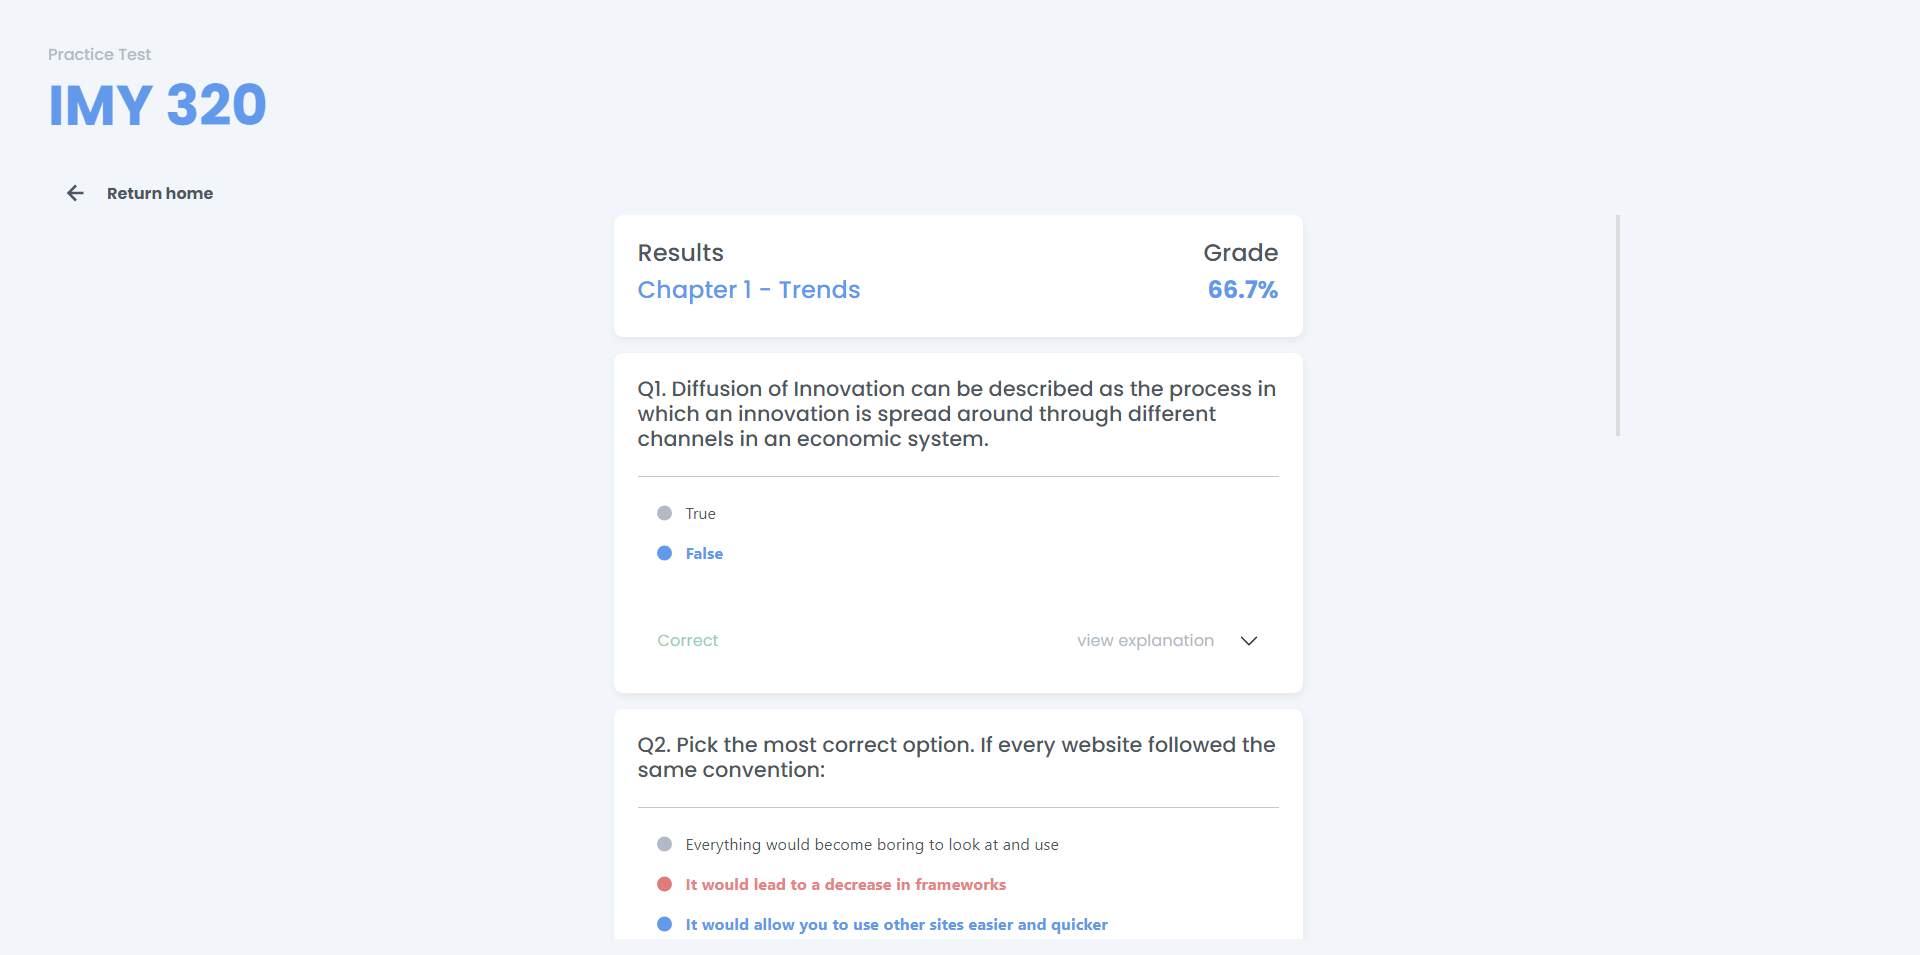 Practice Test
IMY 320
Return home
Results
Grade
Chapter 1 - Trends
66.7%
Q1. Diffusion of Innovation can be described as the process in
which an innovation is spread around through different
channels in an economic system.
True
False
Correct
view explanation
Q2. Pick the most correct option. If every website followed the
same convention:
Everything would become boring to look at and use
It would lead to a decrease in frameworks
It would allow you to use other sites easier and quicker